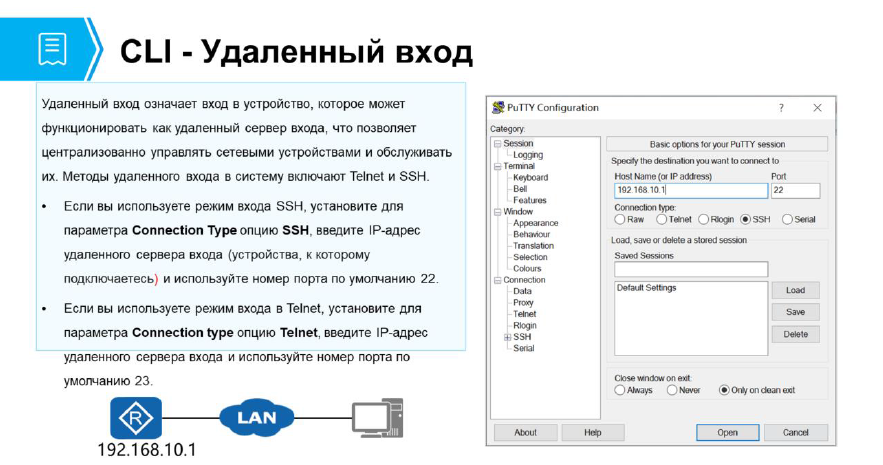 CLI - Удаленный вход
Удаленный вход означает вход в устройство, которое может
функционировать как удаленный сервер входа, что позволяет
централизованно управлять сетевыми устройствами и обслуживать
их. Методы удаленного входа в систему включают Telnet и SSH.
• Если вы используете режим входа SSH, установите для
параметра Connection Type опцию SSH, введите IP-адрес
удаленного сервера входа (устройства, к которому
подключаетесь) и используйте номер порта по умолчанию 22.
• Если вы используете режим входа в Telnet, установите для
параметра Connection type опцию Telnet, введите IP-адрес
удаленного сервера входа и используйте номер порта по
умолчанию 23.
R
LAN
192.168.10.1
PuTTY Configuration
? ×
Category:
Session
Logging
Terminal
Keyboard
Bell
Features
Window
Appearance
Behaviour
Translation
Selection
Colours
Connection
Data
Proxy
Telnet
Rlogin
SSH
Serial
Basic options for your PuTTY session
Specify the destination you want to connect to
Host Name (or IP address) Port
192.168.10.1 22
Connection type:
Raw Telnet Rlogin SSH Serial
Load, save or delete a stored session
Saved Sessions
Default Settings
Load
Save
Delete
Close window on exit:
Always Never Only on clean exit
About Help Open Cancel